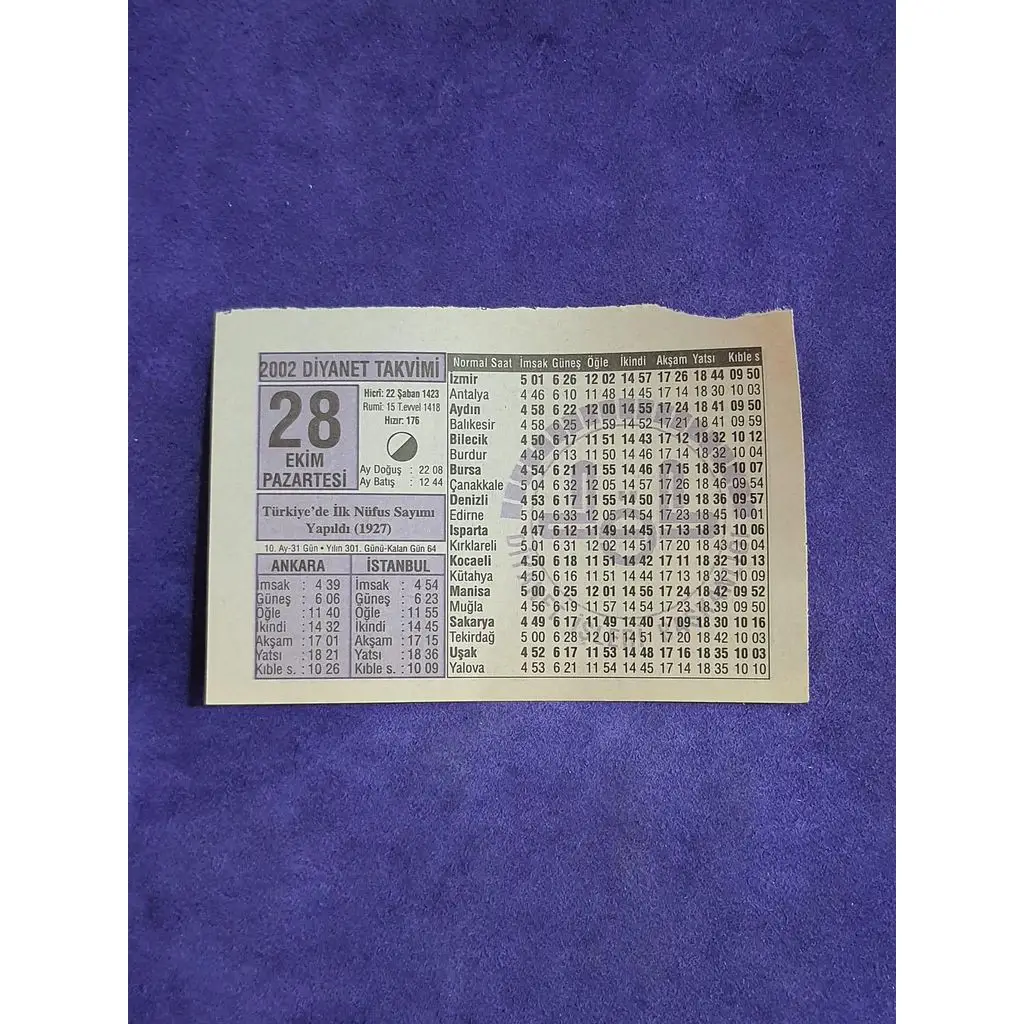 2002 DİYANET TAKVİMİ
28
EKİM
PAZARTESİ
Hicrî: 22 Şaban 1423
Rumi: 15 T.evvel 1418
Hızır: 176
Ay Doğuş : 22 08
Ay Batış : 12 44
Türkiye'de İlk Nüfus Sayımı
Yapıldı (1927)
10. Ay-31 Gün • Yılın 301. Günü-Kalan Gün 64
ANKARA
İmsak : 4 39
Güneş : 6 06
Öğle : 11 40
İkindi : 14 32
Akşam : 17 01
Yatsı : 18 21
Kıble s. : 10 26
İSTANBUL
İmsak : 4 54
Güneş : 6 23
Öğle : 11 55
İkindi : 14 45
Akşam : 17 15
Yatsı : 18 36
Kıble s. : 10 09
Normal Saat İmsak Güneş Öğle İkindi Akşam Yatsı Kıble s
İzmir 5 01 6 26 12 02 14 57 17 26 18 44 09 50
Antalya 4 46 6 10 11 48 14 45 17 14 18 30 10 03
Aydın 4 58 6 22 12 00 14 55 17 24 18 41 09 50
Balıkesir 4 58 6 25 11 59 14 52 17 21 18 41 09 59
Bilecik 4 50 6 17 11 51 14 43 17 12 18 32 10 12
Burdur 4 48 6 13 11 50 14 46 17 14 18 32 10 04
Bursa 4 54 6 21 11 55 14 46 17 15 18 36 10 07
Çanakkale 5 04 6 32 12 05 14 57 17 26 18 46 09 54
Denizli 4 53 6 17 11 55 14 50 17 19 18 36 09 57
Edirne 5 04 6 33 12 05 14 54 17 23 18 45 10 01
Isparta 4 47 6 12 11 49 14 45 17 13 18 31 10 06
Kırklareli 5 01 6 31 12 02 14 51 17 20 18 43 10 04
Kocaeli 4 50 6 18 11 51 14 42 17 11 18 32 10 13
Kütahya 4 50 6 16 11 51 14 44 17 13 18 32 10 09
Manisa 5 00 6 25 12 01 14 56 17 24 18 42 09 52
Muğla 4 56 6 19 11 57 14 54 17 23 18 39 09 50
Sakarya 4 49 6 17 11 49 14 40 17 09 18 30 10 16
Tekirdağ 5 00 6 28 12 01 14 51 17 20 18 42 10 03
Uşak 4 52 6 17 11 53 14 48 17 16 18 35 10 03
Yalova 4 53 6 21 11 54 14 45 17 14 18 35 10 10